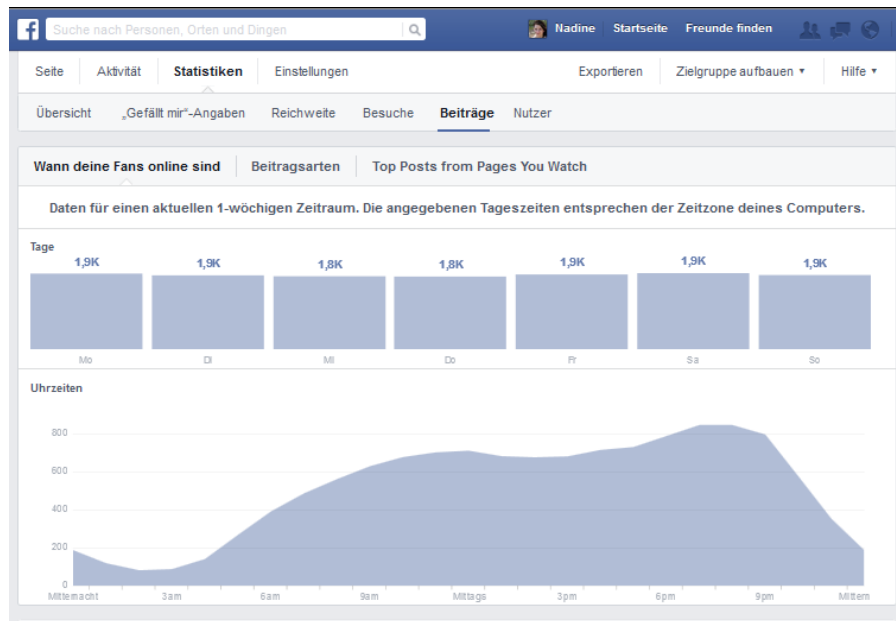 f Suche nach Personen, Orten und Dingen Nadine Startseite Freunde finden
Seite Aktivität Statistiken Einstellungen Exportieren Zielgruppe aufbauen Hilfe
Übersicht „Gefällt mir"-Angaben Reichweite Besuche Beiträge Nutzer
Wann deine Fans online sind Beitragsarten Top Posts from Pages You Watch
Daten für einen aktuellen 1-wöchigen Zeitraum. Die angegebenen Tageszeiten entsprechen der Zeitzone deines Computers.
Tage
1,9K 1,9K 1,8K 1,8K 1,9K 1,9K 1,9K
Mo Di Mi Do Fr Sa So
Uhrzeiten
800
600
400
200
0
Mitternacht 3am 6am 9am Mittags 3pm 6pm 9pm Mittern